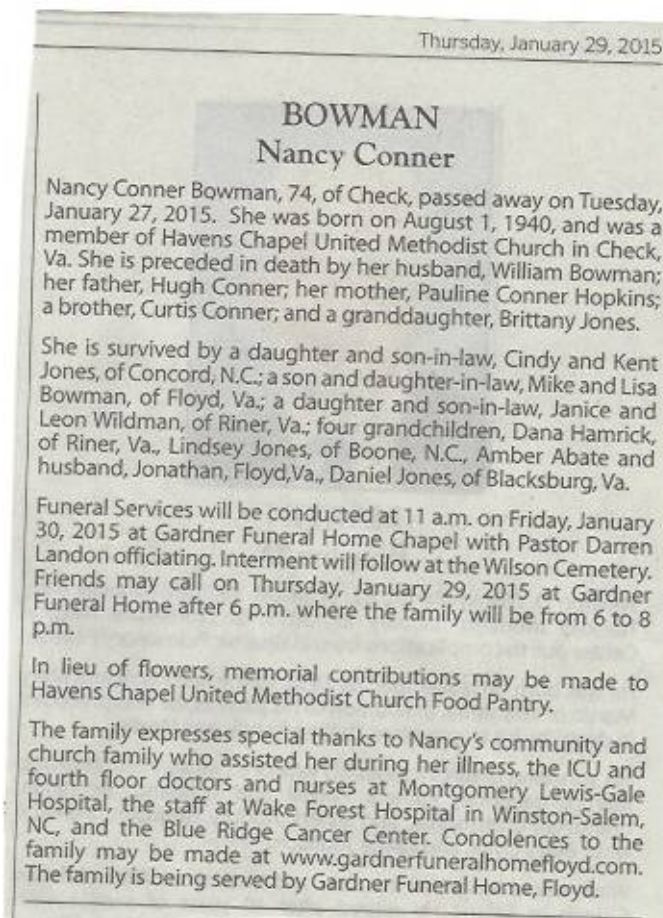 Thursday, January 29, 2015
BOWMAN
Nancy Conner
Nancy Conner Bowman, 74, of Check, passed away on Tuesday,
January 27, 2015. She was born on August 1, 1940, and was a
member of Havens Chapel United Methodist Church in Check,
Va. She is preceded in death by her husband, William Bowman;
her father, Hugh Conner; her mother, Pauline Conner Hopkins;
a brother, Curtis Conner; and a granddaughter, Brittany Jones.
She is survived by a daughter and son-in-law, Cindy and Kent
Jones, of Concord, N.C.; a son and daughter-in-law, Mike and Lisa
Bowman, of Floyd, Va.; a daughter and son-in-law, Janice and
Leon Wildman, of Riner, Va.; four grandchildren, Dana Hamrick,
of Riner, Va., Lindsey Jones, of Boone, N.C., Amber Abate and
husband, Jonathan, Floyd,Va., Daniel Jones, of Blacksburg, Va.
Funeral Services will be conducted at 11 a.m. on Friday, January
30, 2015 at Gardner Funeral Home Chapel with Pastor Darren
Landon officiating. Interment will follow at the Wilson Cemetery.
Friends may call on Thursday, January 29, 2015 at Gardner
Funeral Home after 6 p.m. where the family will be from 6 to 8
p.m.
In lieu of flowers, memorial contributions may be made to
Havens Chapel United Methodist Church Food Pantry.
The family expresses special thanks to Nancy's community and
church family who assisted her during her illness, the ICU and
fourth floor doctors and nurses at Montgomery Lewis-Gale
Hospital, the staff at Wake Forest Hospital in Winston-Salem,
NC, and the Blue Ridge Cancer Center. Condolences to the
family may be made at www.gardnerfuneralhomefloyd.com.
The family is being served by Gardner Funeral Home, Floyd.